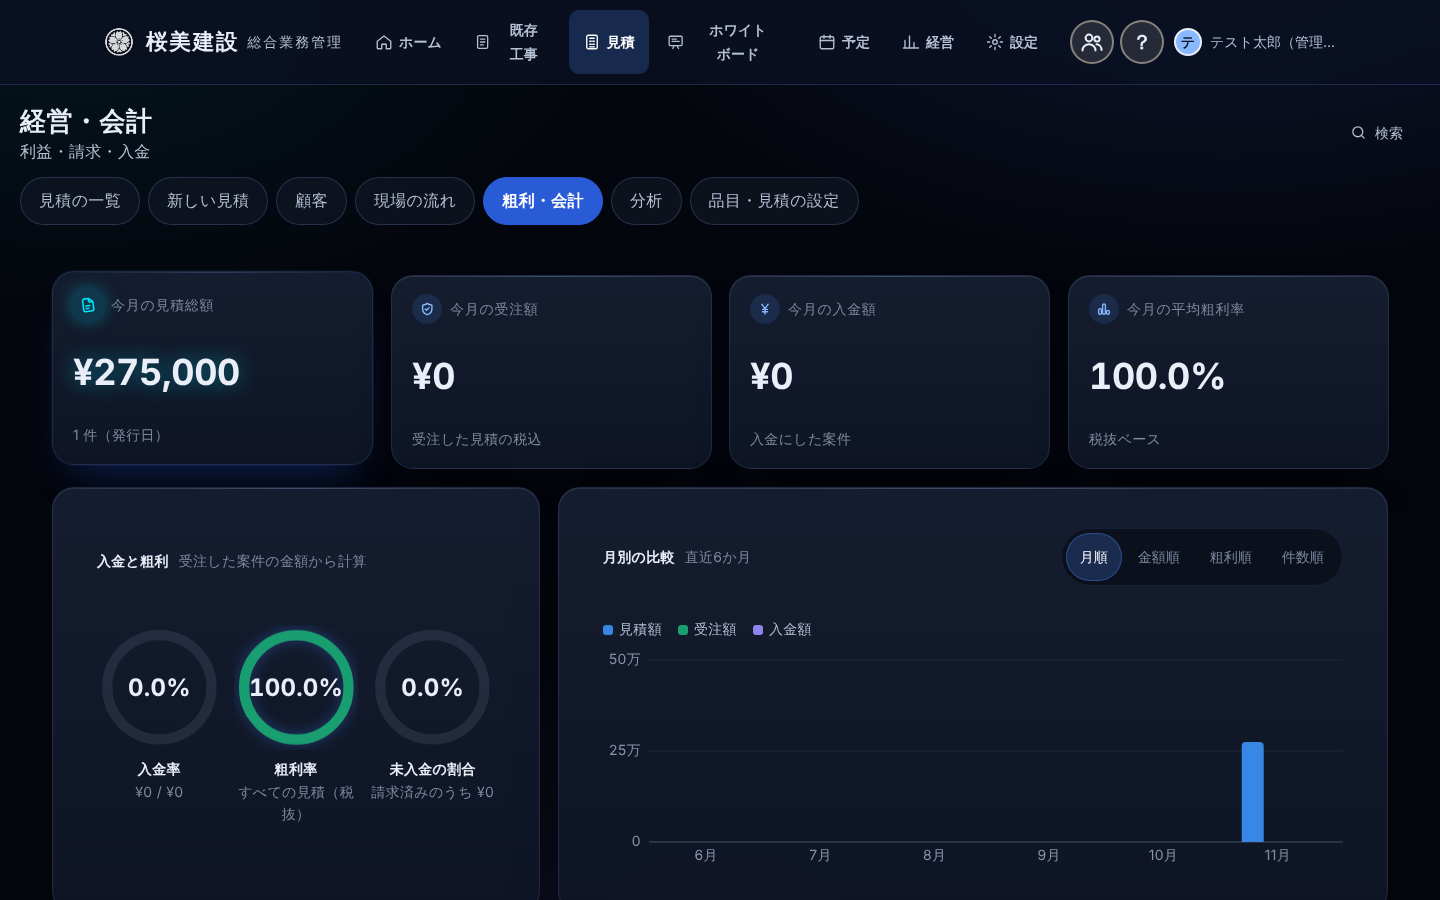 桜美建設 総合業務管理
ホーム
既存
工事
見積
ホワイト
ボード
予定
経営
設定
?
テ テスト太郎（管理...
経営・会計
利益・請求・入金
検索
見積の一覧
新しい見積
顧客
現場の流れ
粗利・会計
分析
品目・見積の設定
今月の見積総額
¥275,000
1 件（発行日）
今月の受注額
¥0
受注した見積の税込
今月の入金額
¥0
入金にした案件
今月の平均粗利率
100.0%
税抜ベース
入金と粗利 受注した案件の金額から計算
0.0%
入金率
¥0 / ¥0
100.0%
粗利率
すべての見積（税
抜）
0.0%
未入金の割合
請求済みのうち ¥0
月別の比較 直近6か月
月順
金額順
粗利順
件数順
見積額
受注額
入金額
50万
25万
0
6月
7月
8月
9月
10月
11月